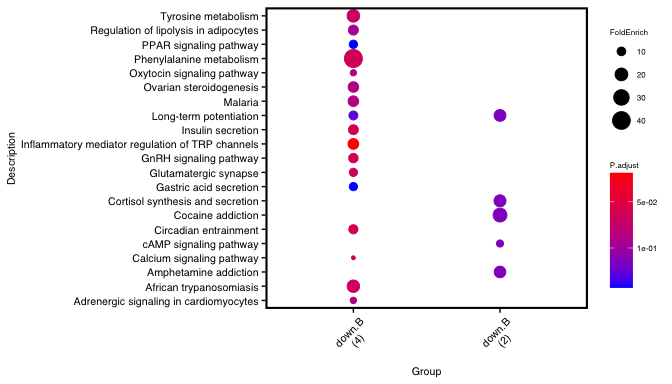 Tyrosine metabolism
Regulation of lipolysis in adipocytes
PPAR signaling pathway
Phenylalanine metabolism
Oxytocin signaling pathway
Ovarian steroidogenesis
Malaria
Long-term potentiation
Insulin secretion
Inflammatory mediator regulation of TRP channels
GnRH signaling pathway
Glutamatergic synapse
Gastric acid secretion
Cortisol synthesis and secretion
Cocaine addiction
Circadian entrainment
cAMP signaling pathway
Calcium signaling pathway
Amphetamine addiction
African trypanosomiasis
Adrenergic signaling in cardiomyocytes
Description
down.B
(4)
down.B
(2)
Group
FoldEnrich
10
20
30
40
P.adjust
5e-02
1e-01